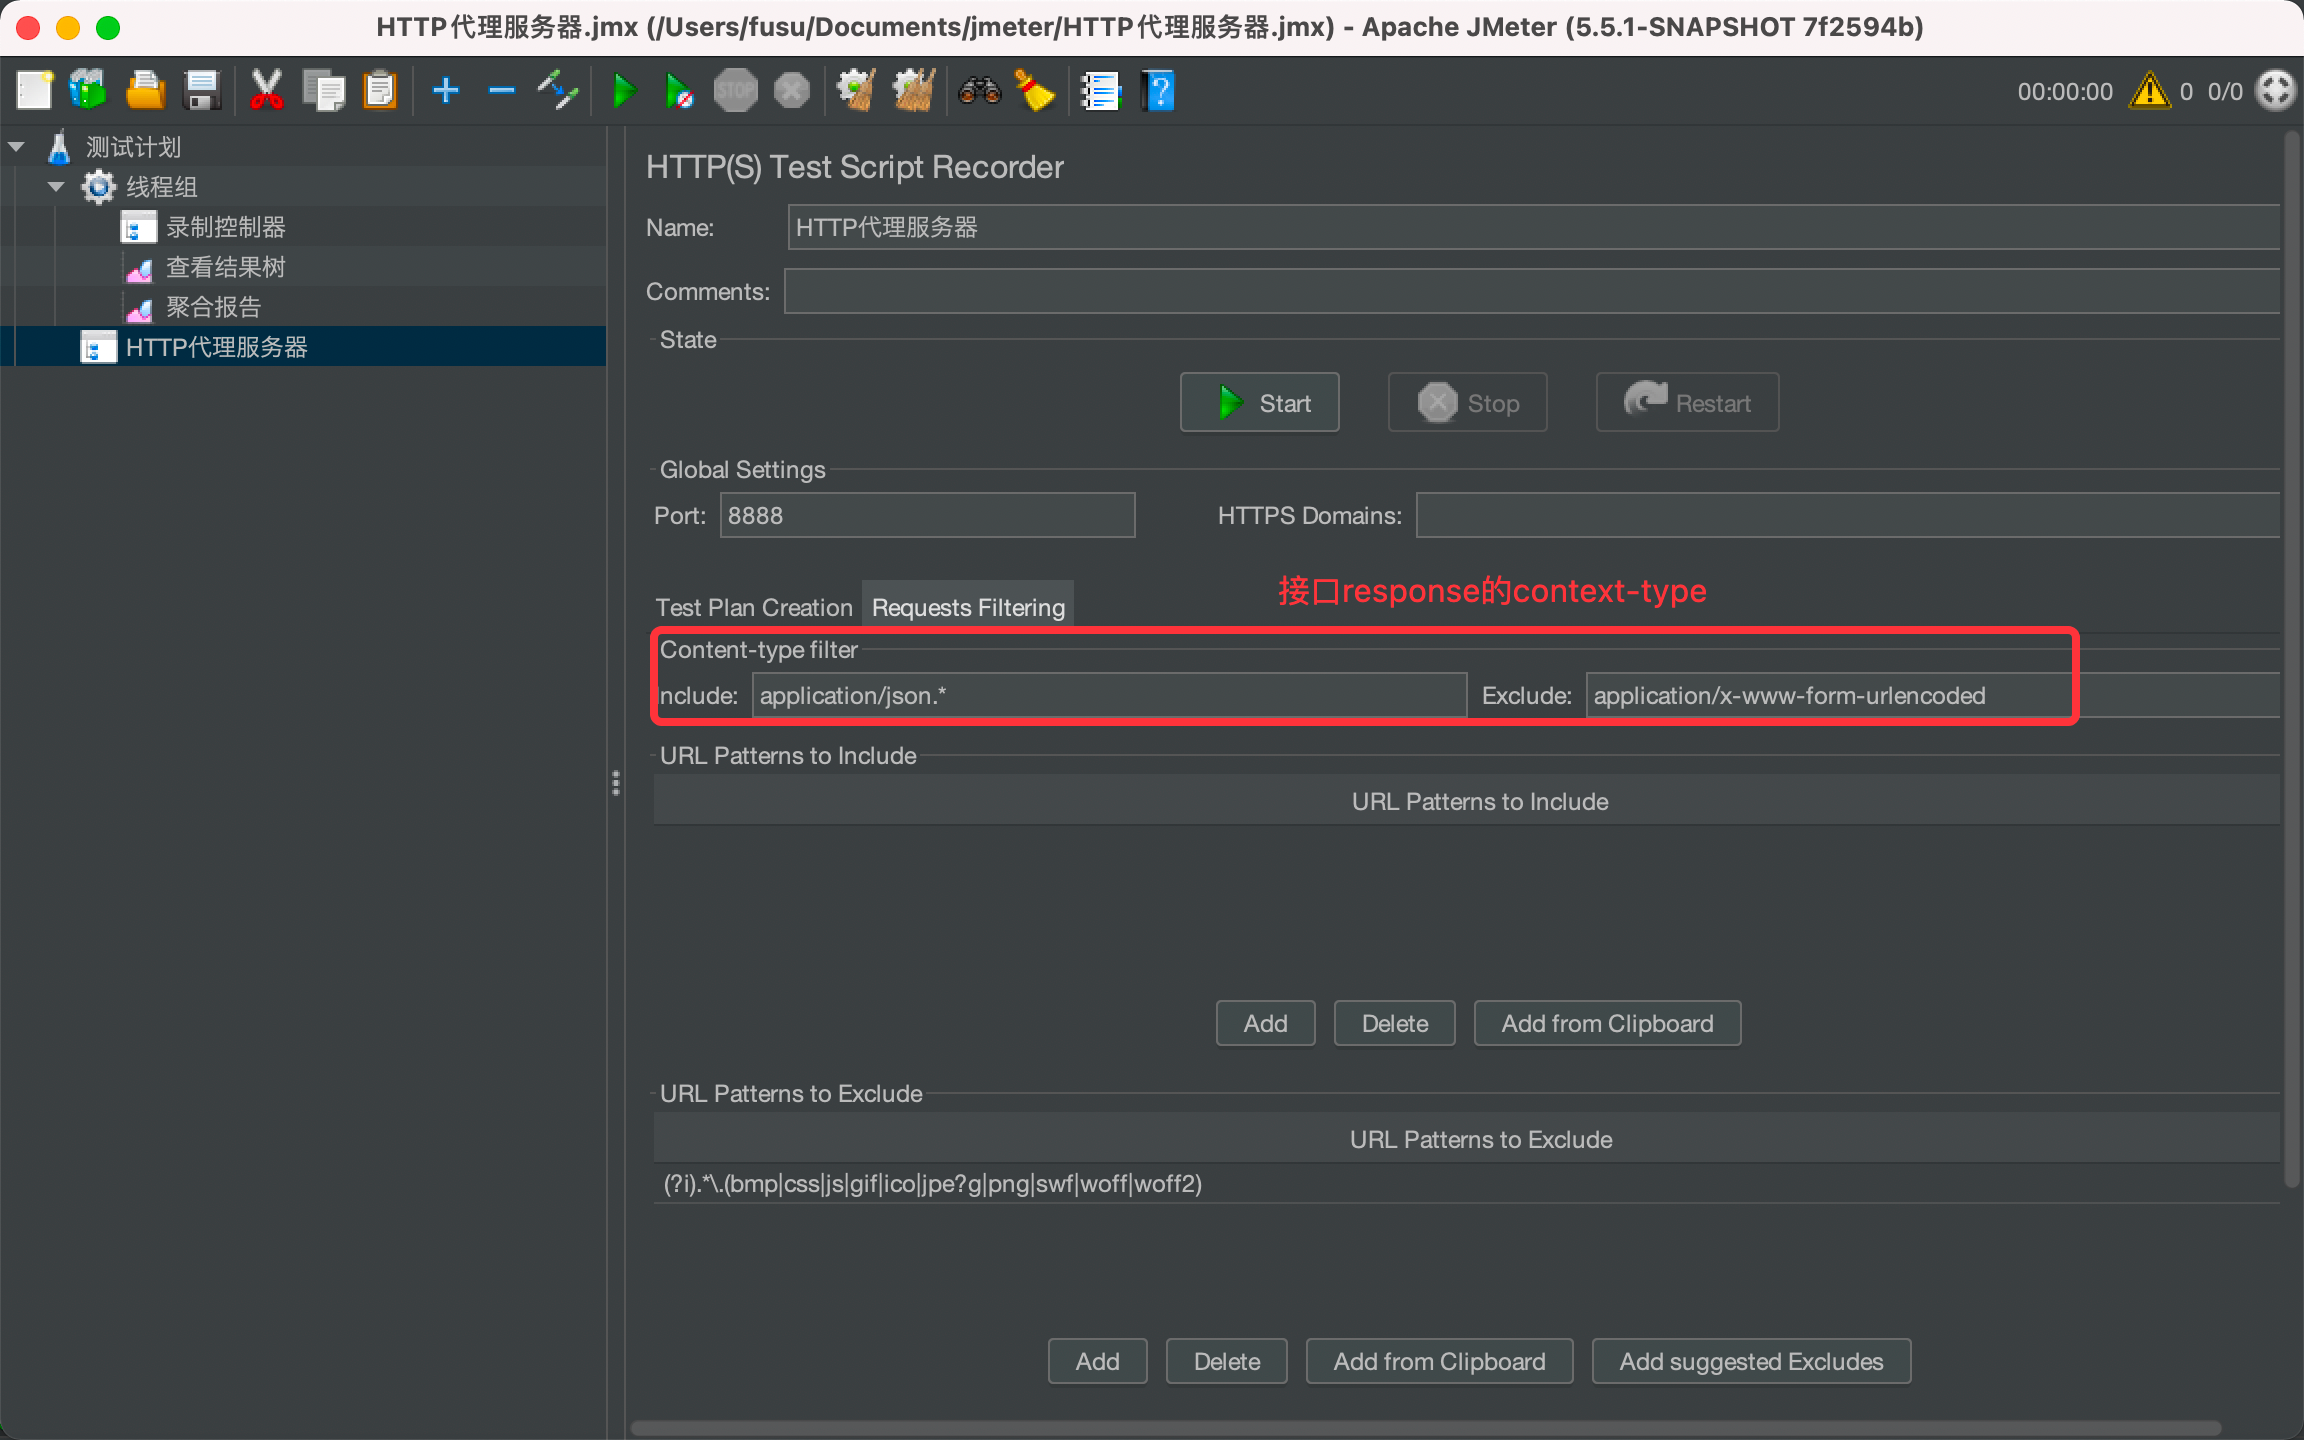 HTTP代理服务器.jmx (/Users/fusu/Documents/jmeter/HTTP代理服务器.jmx) - Apache JMeter (5.5.1-SNAPSHOT 7f2594b)
STOP
?
00:00:00 0 0/0
测试计划
线程组
录制控制器
查看结果树
聚合报告
HTTP代理服务器
HTTP(S) Test Script Recorder
Name: HTTP代理服务器
Comments:
State
Start Stop Restart
Global Settings
Port: 8888 HTTPS Domains:
接口response的context-type
Test Plan Creation Requests Filtering
Content-type filter
Include: application/json.* Exclude: application/x-www-form-urlencoded
URL Patterns to Include
URL Patterns to Include
Add Delete Add from Clipboard
URL Patterns to Exclude
URL Patterns to Exclude
(?i).*\.(bmp|css|js|gif|ico|jpe?g|png|swf|woff|woff2)
Add Delete Add from Clipboard Add suggested Excludes